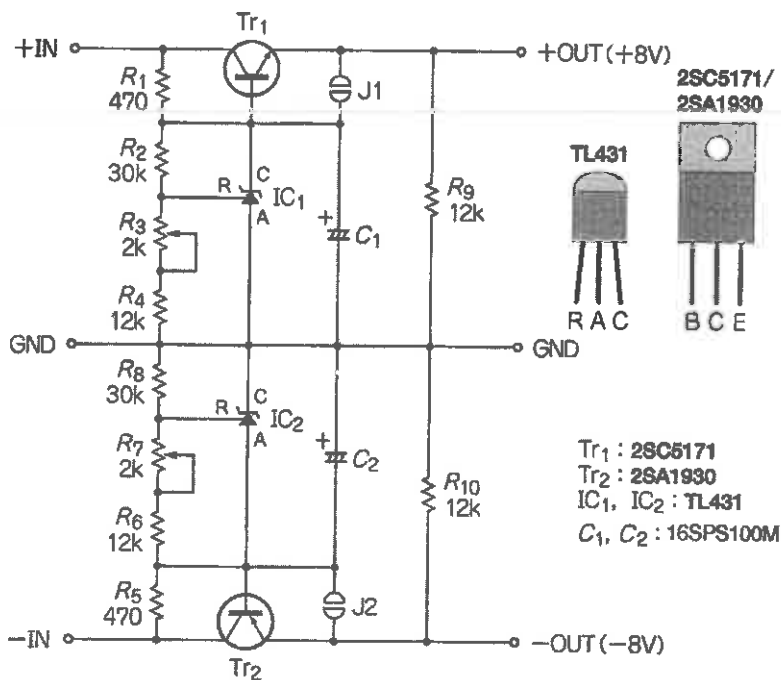 Tr1
+IN
+OUT(+8V)
R1
470
J1
R2
30k
R
C
IC1
A
R3
2k
+
C1
R9
12k
R4
12k
GND
GND
R8
30k
R
C
IC2
A
R7
2k
+
C2
R10
12k
R6
12k
R5
470
J2
-IN
-OUT(-8V)
Tr2
TL431
R A C
2SC5171/
2SA1930
B C E
Tr1 : 2SC5171
Tr2 : 2SA1930
IC1, IC2 : TL431
C1, C2 : 16SPS100M